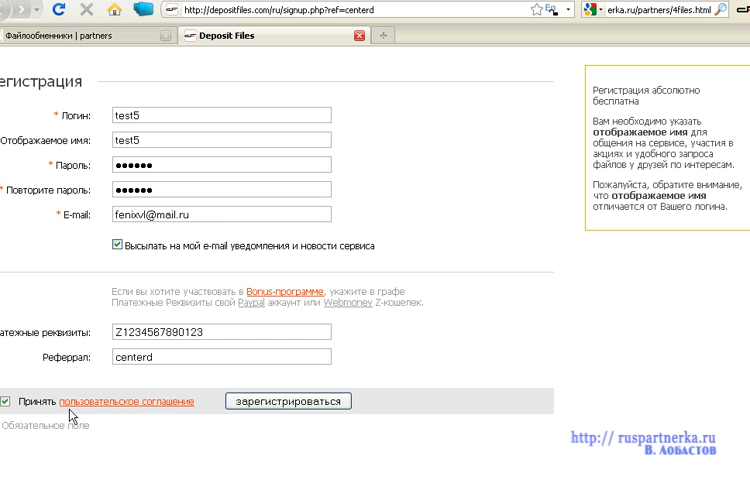 http://depositfiles.com/ru/signup.php?ref=centerd
erka.ru/partners/4files.html
Файлообменники | partners
Deposit Files
егистрация
* Логин: test5
Отображаемое имя: test5
* Пароль: ••••••
* Повторите пароль: ••••••
* E-mail: fenixvl@mail.ru
Высылать на мой e-mail уведомления и новости сервиса
Если вы хотите участвовать в Bonus-программе, укажите в графе
Платежные Реквизиты свой Paypal аккаунт или Webmoney Z-кошелек.
атежные реквизиты: Z1234567890123
Реферрал: centerd
Принять пользовательское соглашение
зарегистрироваться
Обязательное поле
Регистрация абсолютно
бесплатна
Вам необходимо указать
отображаемое имя для
общения на сервисе, участия в
акциях и удобного запроса
файлов у друзей по интересам.
Пожалуйста, обратите внимание,
что отображаемое имя
отличается от Вашего логина.
http:// ruspartnerka.ru
В. Лобастов